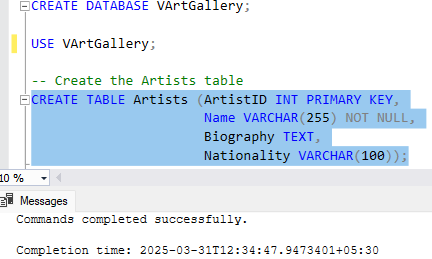 CREATE DATABASE VArtGallery;
USE VArtGallery;
-- Create the Artists table
CREATE TABLE Artists (ArtistID INT PRIMARY KEY,
Name VARCHAR(255) NOT NULL,
Biography TEXT,
Nationality VARCHAR(100));
10 %
Messages
Commands completed successfully.
Completion time: 2025-03-31T12:34:47.9473401+05:30